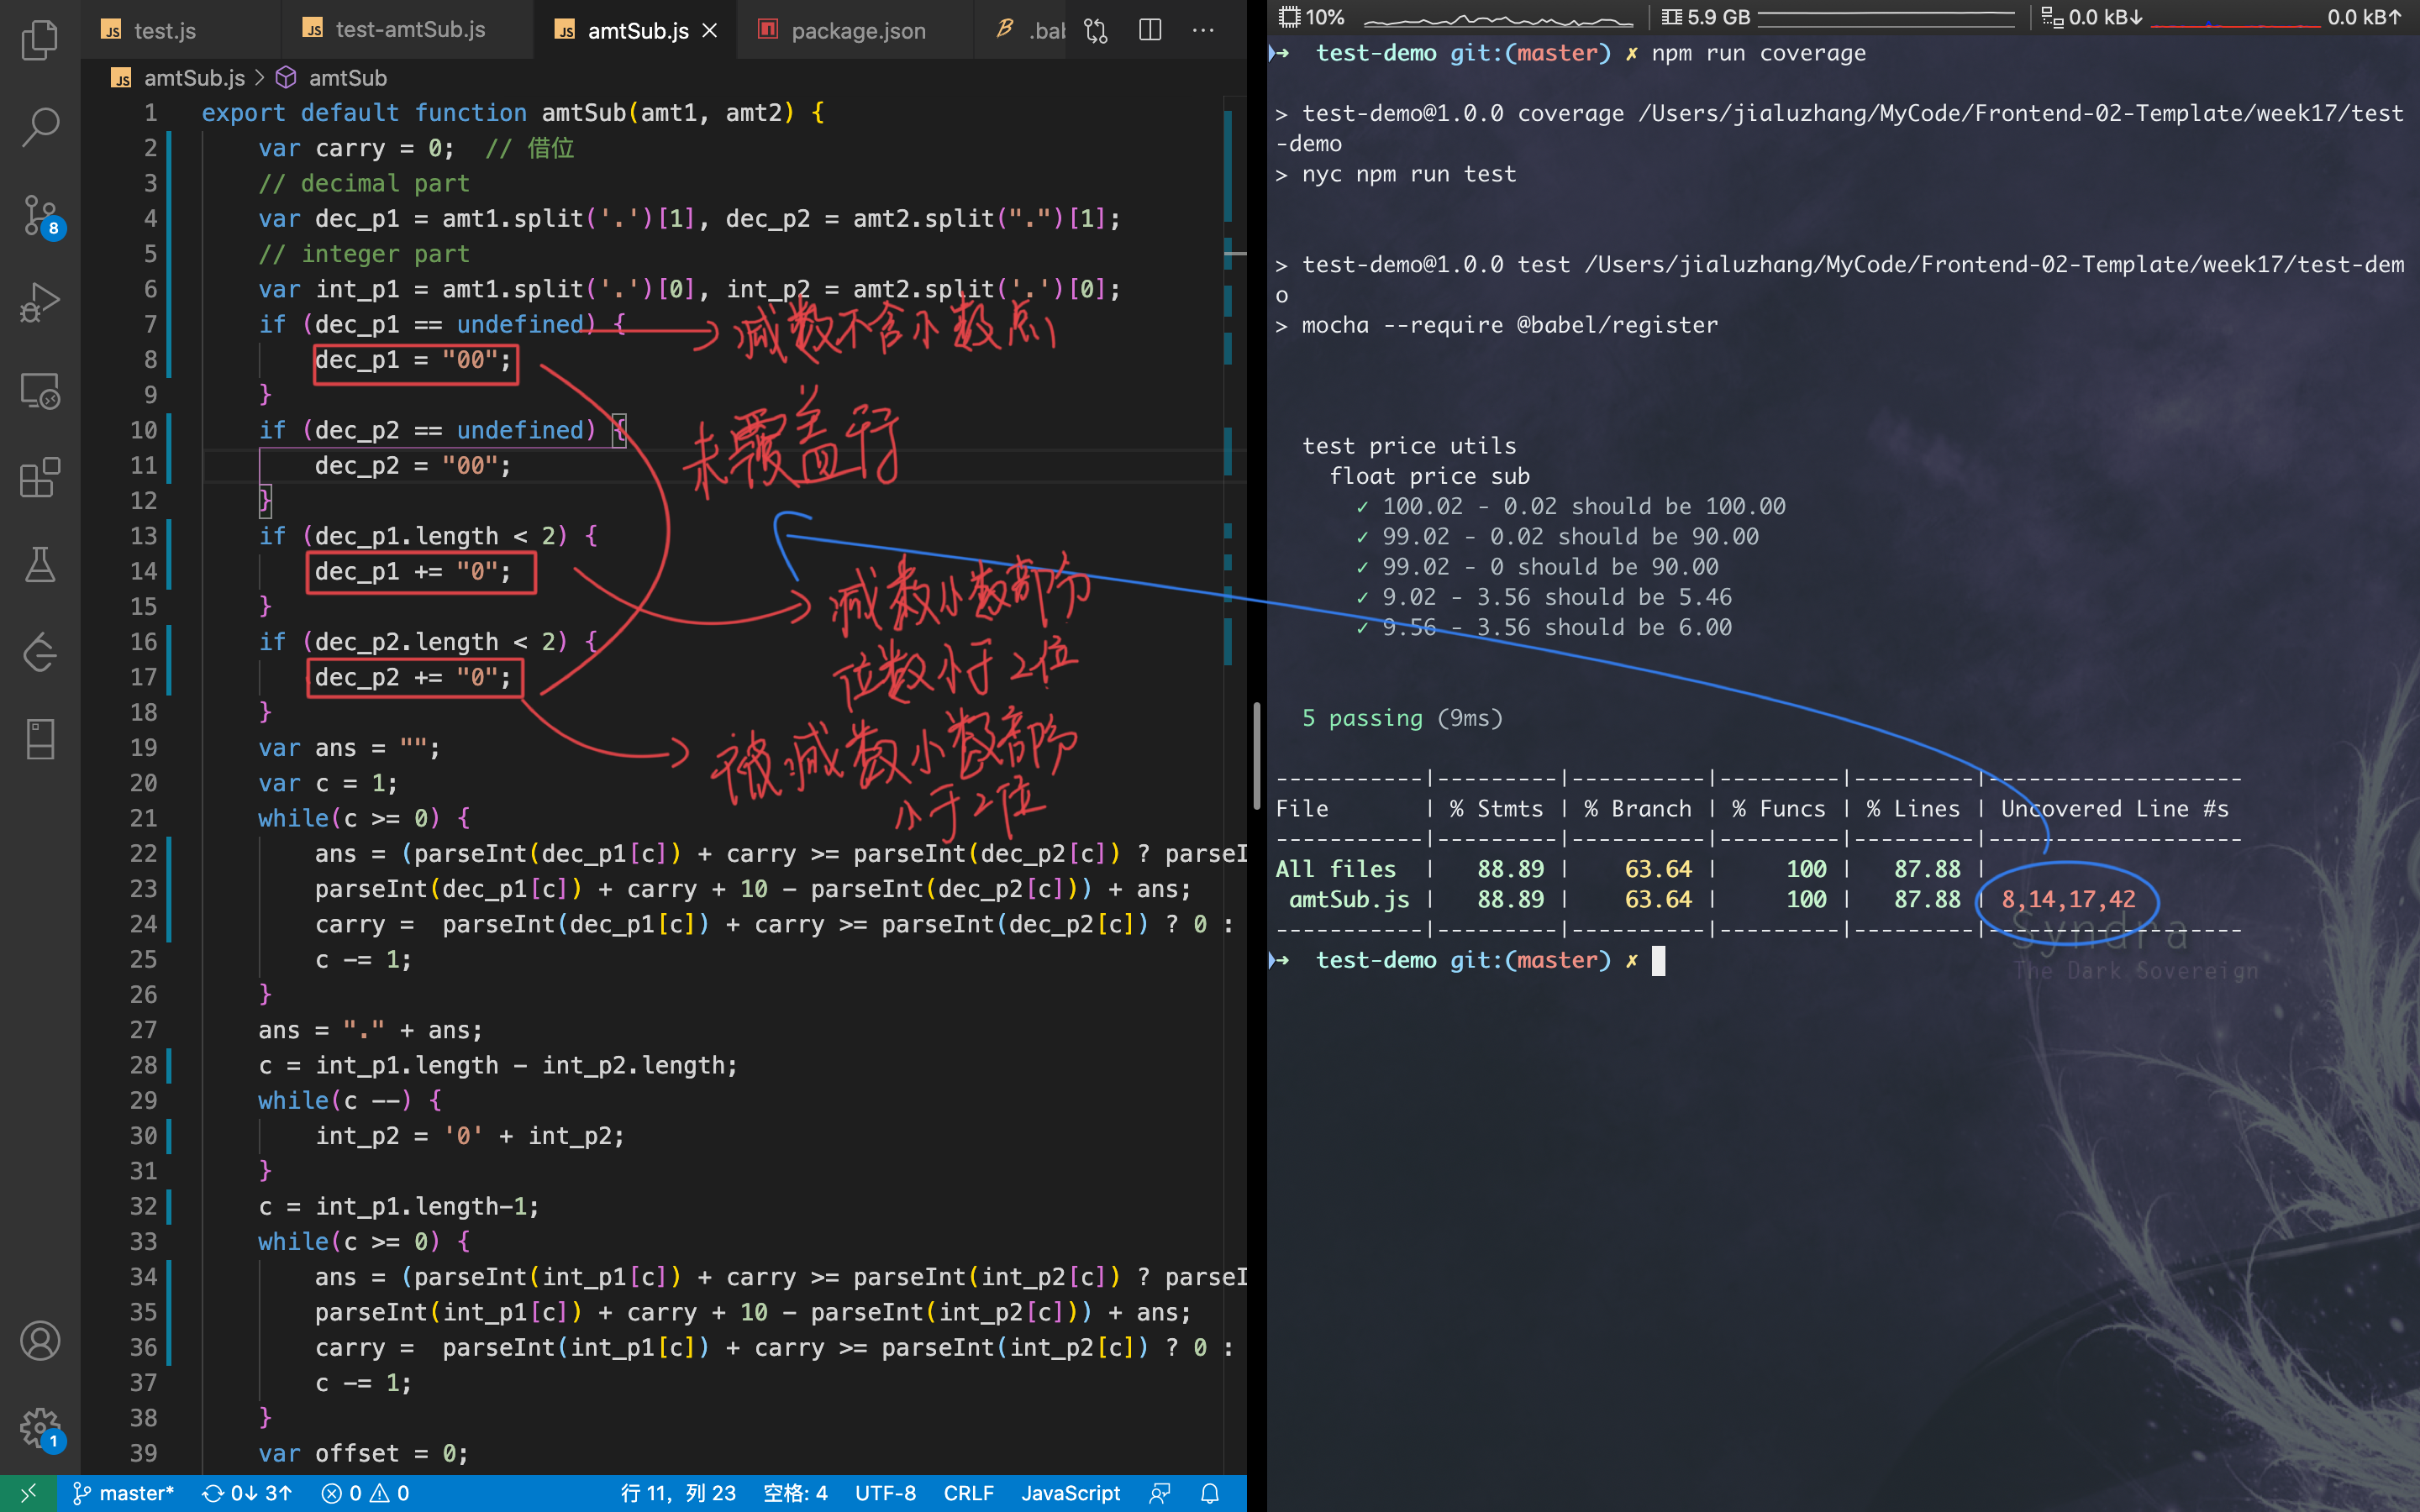 test.js
test-amtSub.js
amtSub.js
package.json
.bab
amtSub.js > amtSub
1 export default function amtSub(amt1, amt2) {
2 var carry = 0;  // 借位
3 // decimal part
4 var dec_p1 = amt1.split('.')[1], dec_p2 = amt2.split(".")[1];
5 // integer part
6 var int_p1 = amt1.split('.')[0], int_p2 = amt2.split('.')[0];
7 if (dec_p1 == undefined) {
减数不含小数点
8 dec_p1 = "00";
9 }
10 if (dec_p2 == undefined) {
未覆盖行
11 dec_p2 = "00";
12 }
13 if (dec_p1.length < 2) {
14 dec_p1 += "0";
减数小数部分
位数小于2位
15 }
16 if (dec_p2.length < 2) {
17 dec_p2 += "0";
被减数小数部分
小于2位
18 }
19 var ans = "";
20 var c = 1;
21 while(c >= 0) {
22 ans = (parseInt(dec_p1[c]) + carry >= parseInt(dec_p2[c]) ? parseI
23 parseInt(dec_p1[c]) + carry + 10 - parseInt(dec_p2[c])) + ans;
24 carry =  parseInt(dec_p1[c]) + carry >= parseInt(dec_p2[c]) ? 0 :
25 c -= 1;
26 }
27 ans = "." + ans;
28 c = int_p1.length - int_p2.length;
29 while(c --) {
30 int_p2 = '0' + int_p2;
31 }
32 c = int_p1.length-1;
33 while(c >= 0) {
34 ans = (parseInt(int_p1[c]) + carry >= parseInt(int_p2[c]) ? parseI
35 parseInt(int_p1[c]) + carry + 10 - parseInt(int_p2[c])) + ans;
36 carry =  parseInt(int_p1[c]) + carry >= parseInt(int_p2[c]) ? 0 :
37 c -= 1;
38 }
39 var offset = 0;
8
1
master* 0↓ 3↑ 0 0 行 11，列 23 空格: 4 UTF-8 CRLF JavaScript
10% 5.9 GB 0.0 kB↓ 0.0 kB↑
➜ test-demo git:(master) ✗ npm run coverage
> test-demo@1.0.0 coverage /Users/jialuzhang/MyCode/Frontend-02-Template/week17/test
-demo
> nyc npm run test
> test-demo@1.0.0 test /Users/jialuzhang/MyCode/Frontend-02-Template/week17/test-dem
o
> mocha --require @babel/register
test price utils
float price sub
✓ 100.02 - 0.02 should be 100.00
✓ 99.02 - 0.02 should be 90.00
✓ 99.02 - 0 should be 90.00
✓ 9.02 - 3.56 should be 5.46
✓ 9.56 - 3.56 should be 6.00
5 passing (9ms)
-----------|---------|----------|---------|---------|-------------------
File | % Stmts | % Branch | % Funcs | % Lines | Uncovered Line #s
-----------|---------|----------|---------|---------|-------------------
All files | 88.89 | 63.64 | 100 | 87.88 |
amtSub.js | 88.89 | 63.64 | 100 | 87.88 | 8,14,17,42
-----------|---------|----------|---------|---------|-------------------
➜ test-demo git:(master) ✗
Syndra
The Dark Sovereign